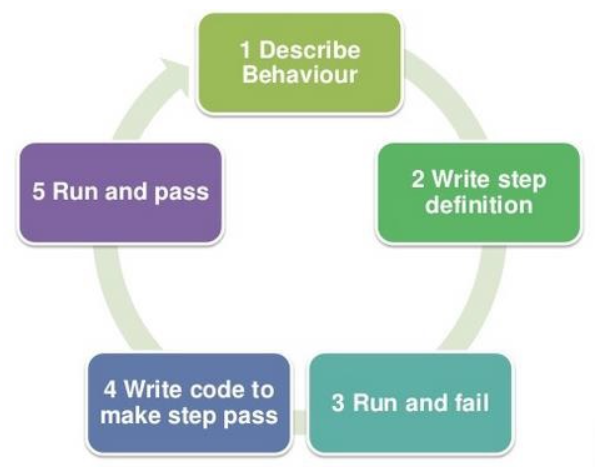 1 Describe
Behaviour
2 Write step
definition
3 Run and fail
4 Write code to
make step pass
5 Run and pass